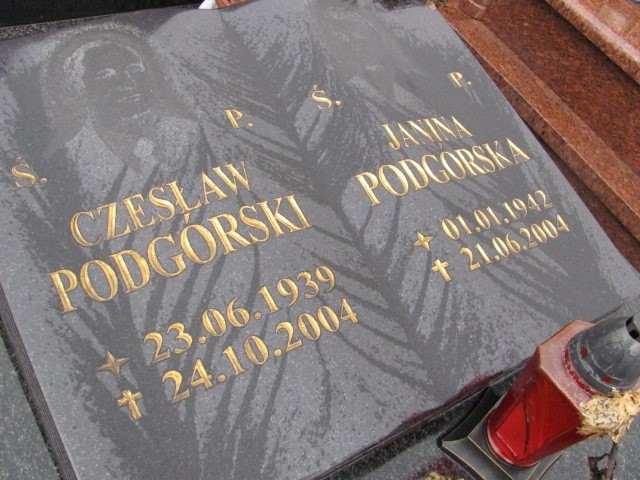 Ś. P.
CZESŁAW
PODGÓRSKI
23.06.1939
24.10.2004
Ś. P.
JANINA
PODGÓRSKA
01.01.1942
21.06.2004